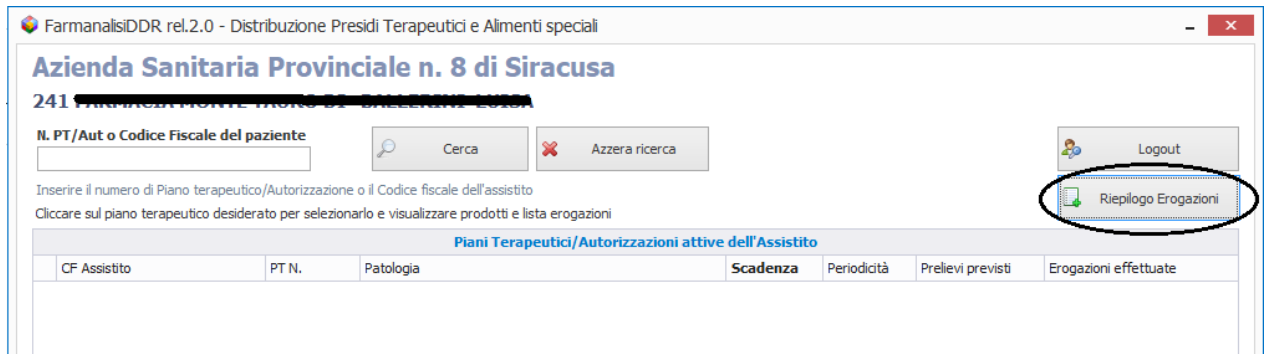 FarmanalisiDDR rel.2.0 - Distribuzione Presidi Terapeutici e Alimenti speciali
Azienda Sanitaria Provinciale n. 8 di Siracusa
241
N. PT/Aut o Codice Fiscale del paziente
Cerca
Azzera ricerca
Logout
Inserire il numero di Piano terapeutico/Autorizzazione o il Codice fiscale dell'assistito
Riepilogo Erogazioni
Cliccare sul piano terapeutico desiderato per selezionarlo e visualizzare prodotti e lista erogazioni
Piani Terapeutici/Autorizzazioni attive dell'Assistito
CF Assistito PT N. Patologia Scadenza Periodicità Prelievi previsti Erogazioni effettuate